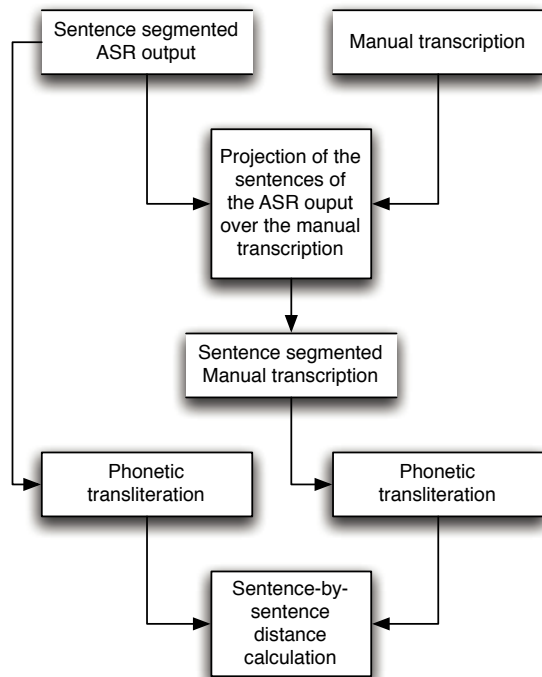 Sentence segmented
ASR output
Manual transcription
Projection of the
sentences of
the ASR ouput
over the manual
transcription
Sentence segmented
Manual transcription
Phonetic
transliteration
Phonetic
transliteration
Sentence-by-
sentence
distance
calculation